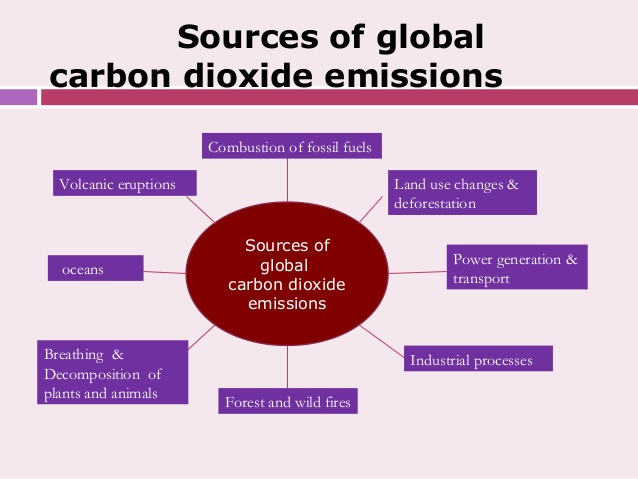 Sources of global
carbon dioxide emissions
Combustion of fossil fuels
Volcanic eruptions
Land use changes &
deforestation
Sources of
global
carbon dioxide
emissions
oceans
Power generation &
transport
Breathing &
Decomposition of
plants and animals
Industrial processes
Forest and wild fires